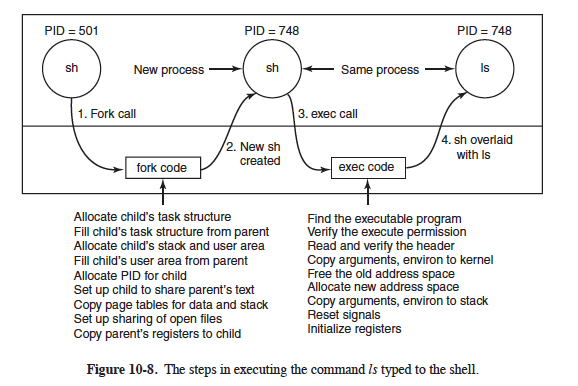 PID = 501
PID = 748
PID = 748
sh
New process
sh
Same process
ls
1. Fork call
3. exec call
2. New sh
created
4. sh overlaid
with ls
fork code
exec code
Allocate child's task structure
Fill child's task structure from parent
Allocate child's stack and user area
Fill child's user area from parent
Allocate PID for child
Set up child to share parent's text
Copy page tables for data and stack
Set up sharing of open files
Copy parent's registers to child
Find the executable program
Verify the execute permission
Read and verify the header
Copy arguments, environ to kernel
Free the old address space
Allocate new address space
Copy arguments, environ to stack
Reset signals
Initialize registers
Figure 10-8. The steps in executing the command ls typed to the shell.